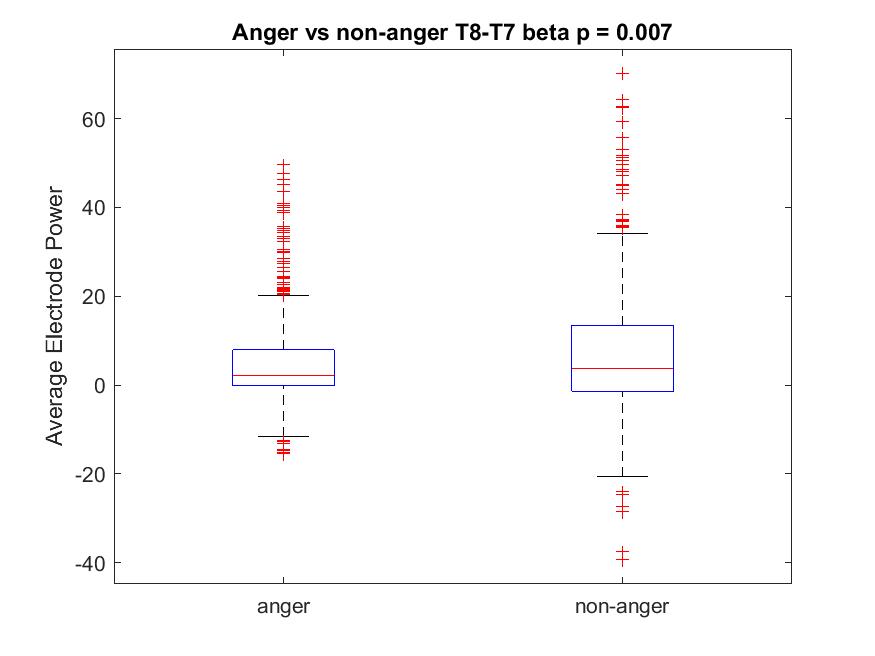 Anger vs non-anger T8-T7 beta p = 0.007
Average Electrode Power
60
40
20
0
-20
-40
anger
non-anger